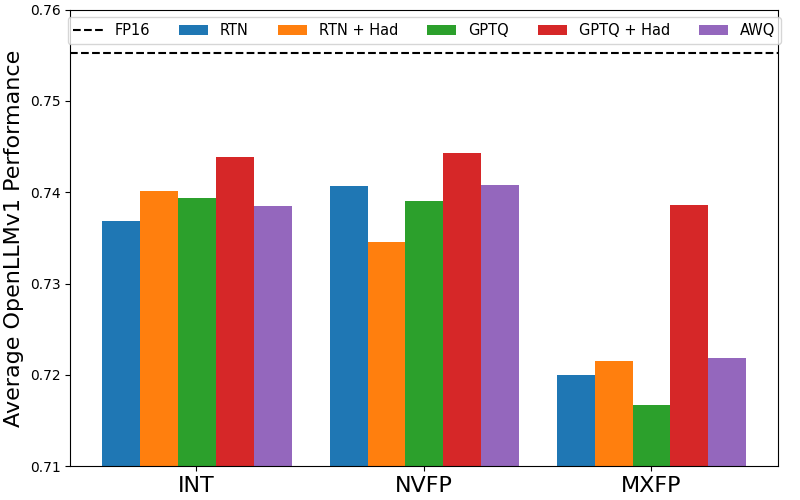 FP16 RTN RTN + Had GPTQ GPTQ + Had AWQ
Average OpenLLMv1 Performance
0.76
0.75
0.74
0.73
0.72
0.71
INT NVFP MXFP